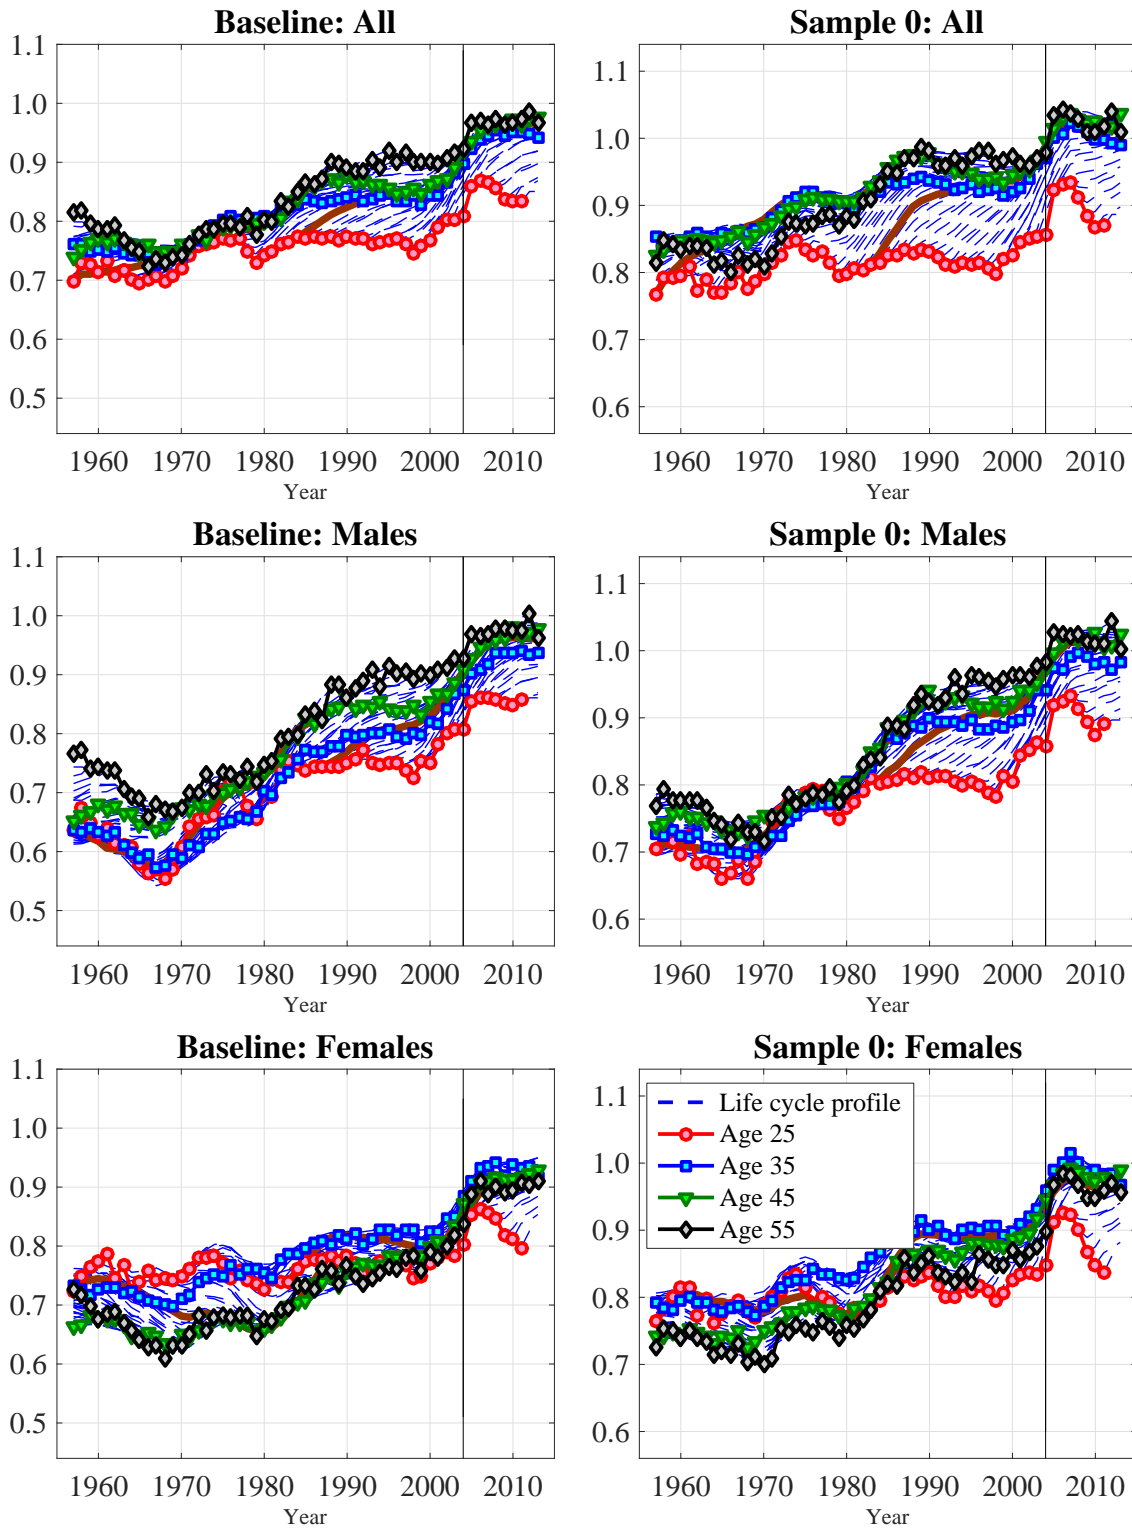 Baseline: All
1.1
1.0
0.9
0.8
0.7
0.6
0.5
1960 1970 1980 1990 2000 2010
Year
Sample 0: All
1.1
1.0
0.9
0.8
0.7
0.6
1960 1970 1980 1990 2000 2010
Year
Baseline: Males
1.1
1.0
0.9
0.8
0.7
0.6
0.5
1960 1970 1980 1990 2000 2010
Year
Sample 0: Males
1.1
1.0
0.9
0.8
0.7
0.6
1960 1970 1980 1990 2000 2010
Year
Baseline: Females
1.1
1.0
0.9
0.8
0.7
0.6
0.5
1960 1970 1980 1990 2000 2010
Year
Sample 0: Females
1.1
1.0
0.9
0.8
0.7
0.6
Life cycle profile
Age 25
Age 35
Age 45
Age 55
1960 1970 1980 1990 2000 2010
Year